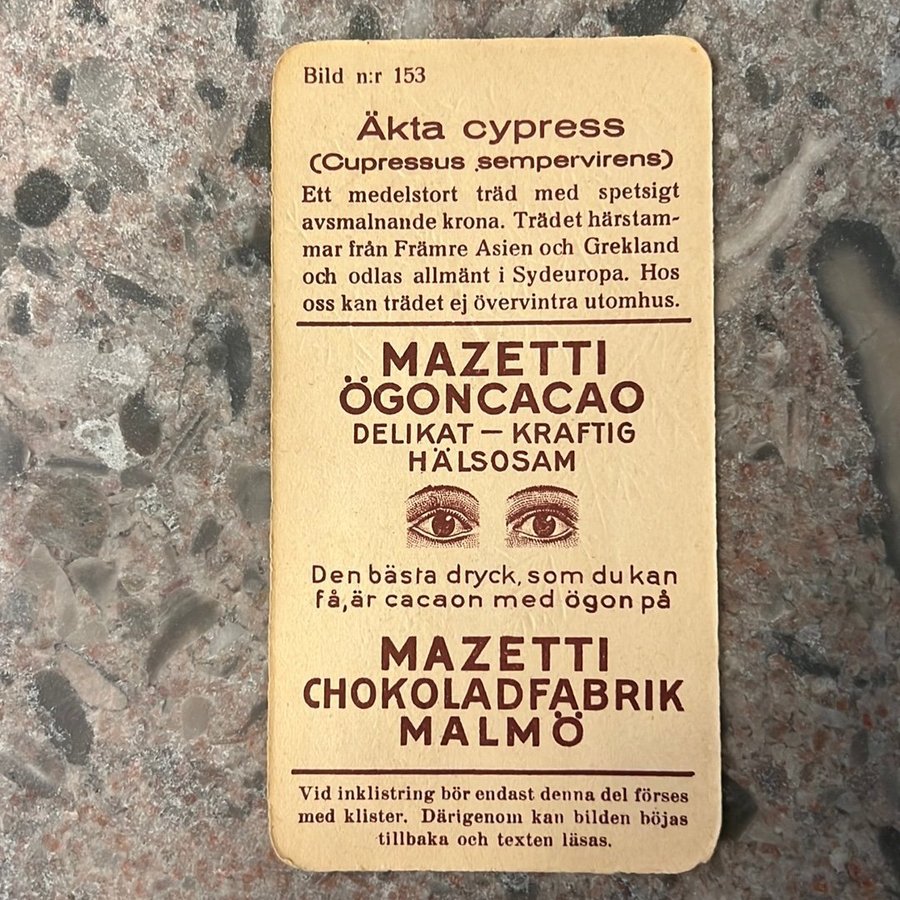 Bild n:r 153
Äkta cypress
(Cupressus sempervirens)
Ett medelstort träd med spetsigt
avsmalnande krona. Trädet härstam-
mar från Främre Asien och Grekland
och odlas allmänt i Sydeuropa. Hos
oss kan trädet ej övervintra utomhus.
MAZETTI
ÖGONCACAO
DELIKAT – KRAFTIG
HÄLSOSAM
Den bästa dryck, som du kan
få, är cacaon med ögon på
MAZETTI
CHOKOLADFABRIK
MALMÖ
Vid inklistring bör endast denna del förses
med klister. Därigenom kan bilden böjas
tillbaka och texten läsas.